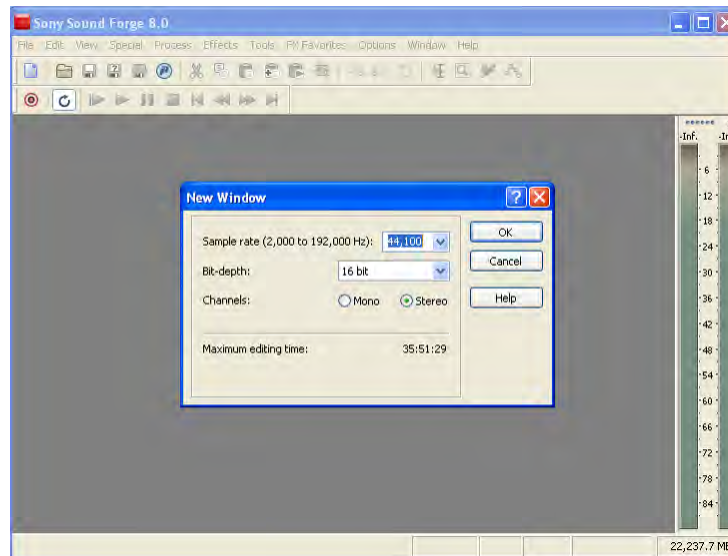 Sony Sound Forge 8.0
File Edit View Special Process Effects Tools FX Favorites Options Window Help
-Inf. -In
6
12
18
24
30
36
42
48
54
60
66
72
78
84
New Window
Sample rate (2,000 to 192,000 Hz): 44,100
OK
Bit-depth: 16 bit
Cancel
Channels: Mono Stereo
Help
Maximum editing time: 35:51:29
22,237.7 MB